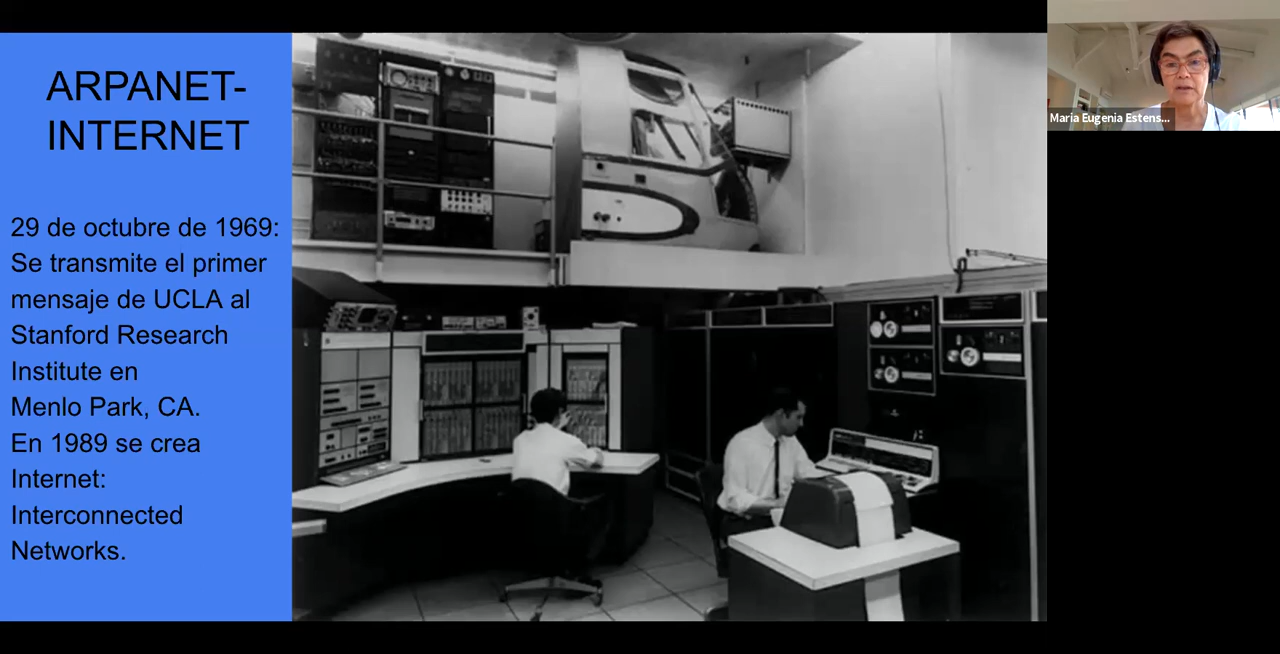 ARPANET-
INTERNET
29 de octubre de 1969:
Se transmite el primer
mensaje de UCLA al
Stanford Research
Institute en
Menlo Park, CA.
En 1989 se crea
Internet:
Interconnected
Networks.
María Eugenia Estens...